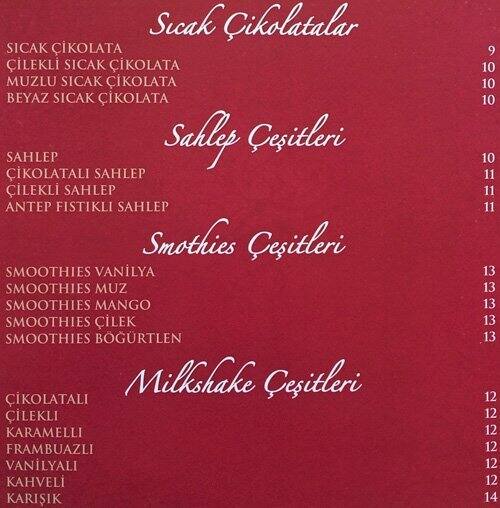 Sıcak Çikolatalar
SICAK ÇİKOLATA 9
ÇİLEKLİ SICAK ÇİKOLATA 10
MUZLU SICAK ÇİKOLATA 10
BEYAZ SICAK ÇİKOLATA 10
Sahlep Çeşitleri
SAHLEP 10
ÇİKOLATALI SAHLEP 11
ÇİLEKLİ SAHLEP 11
ANTEP FISTIKLI SAHLEP 11
Smothies Çeşitleri
SMOOTHIES VANİLYA 13
SMOOTHIES MUZ 13
SMOOTHIES MANGO 13
SMOOTHIES ÇİLEK 13
SMOOTHIES BÖĞÜRTLEN 13
Milkshake Çeşitleri
ÇİKOLATALI 12
ÇİLEKLI 12
KARAMELLI 12
FRAMBUAZLI 12
VANİLYALI 12
KAHVELİ 12
KARIŞIK 14